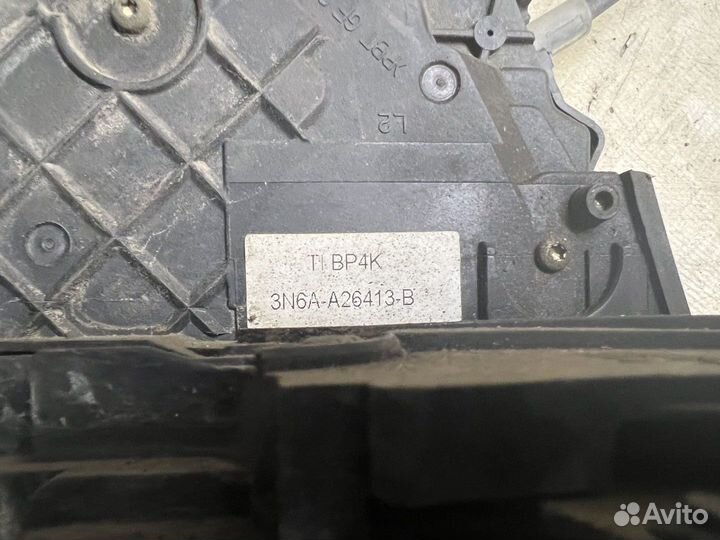 L2
TI BP4K
3N6A-A26413-B
Avito